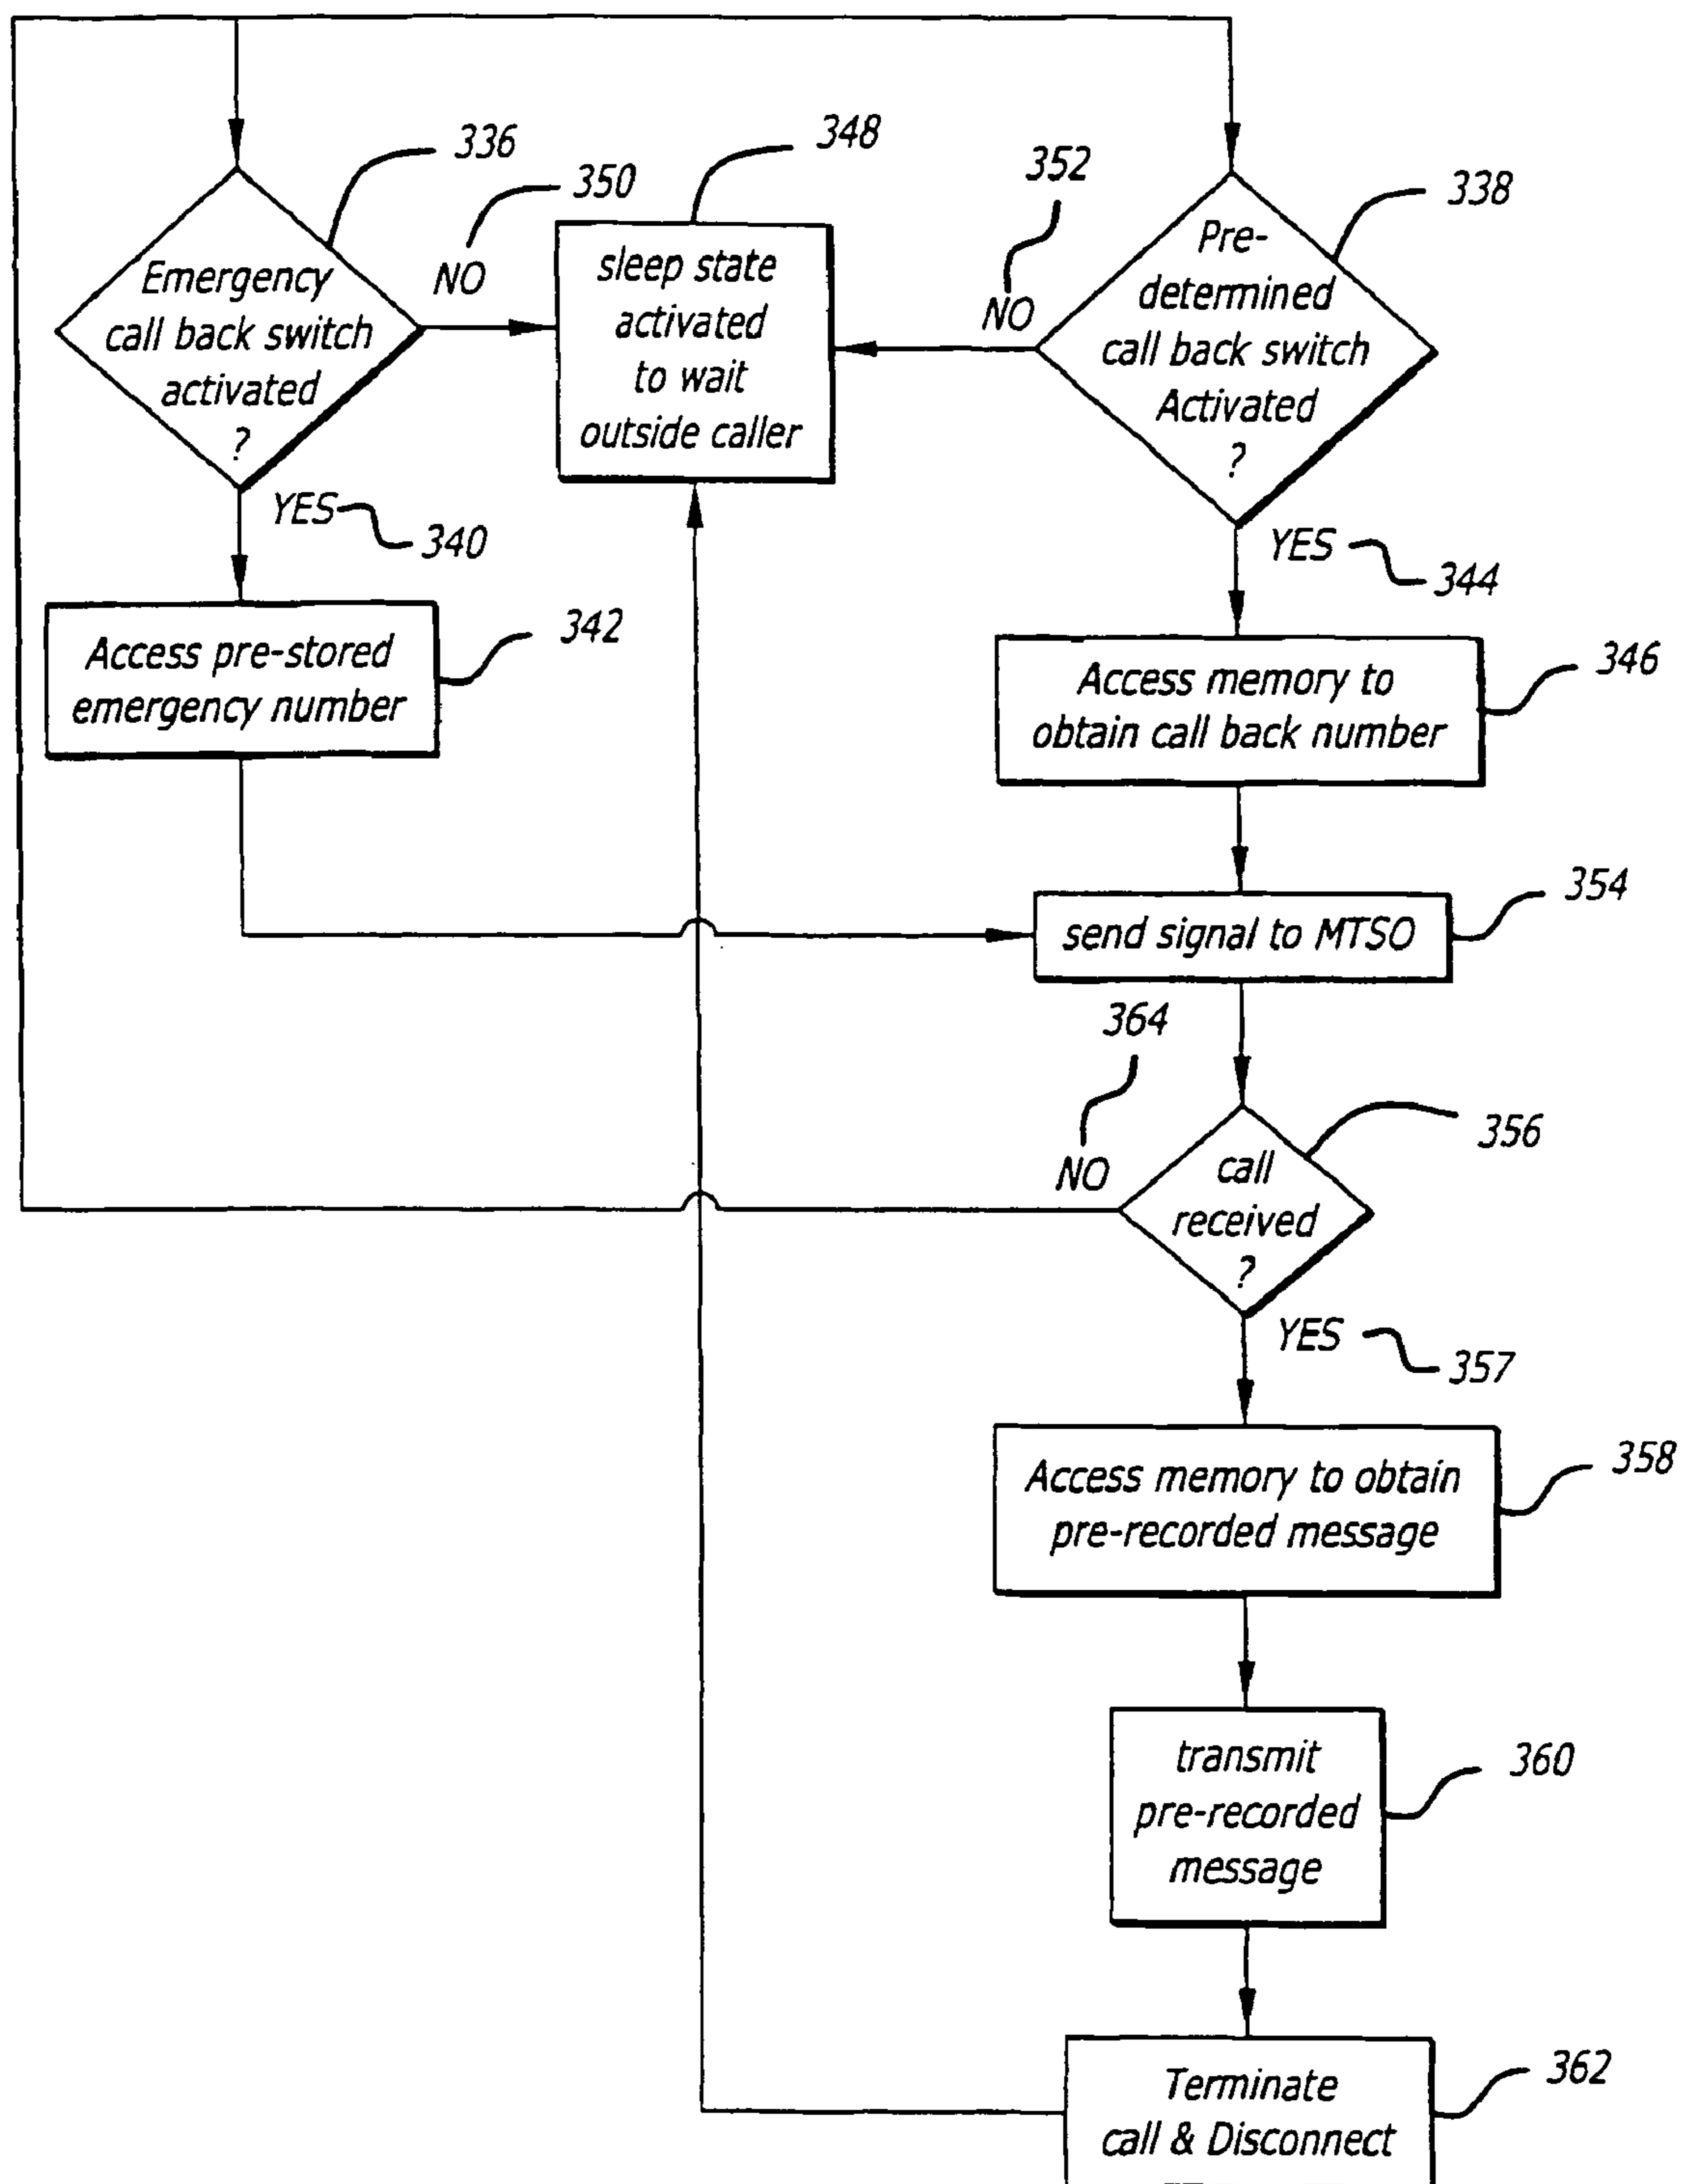 336
Emergency
call back switch
activated
?
350
NO
348
sleep state
activated
to wait
outside caller
352
NO
338
Pre-
determined
call back switch
Activated
?
YES
340
342
Access pre-stored
emergency number
YES
344
346
Access memory to
obtain call back number
354
send signal to MTSO
364
NO
356
call
received
?
YES
357
358
Access memory to obtain
pre-recorded message
360
transmit
pre-recorded
message
362
Terminate
call & Disconnect